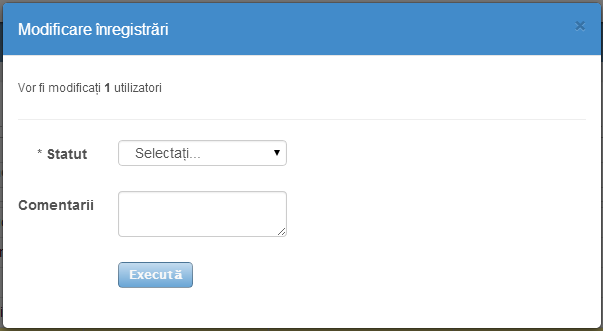 Modificare înregistrări
×
Vor fi modificați 1 utilizatori
* Statut
Selectați...
Comentarii
Execută